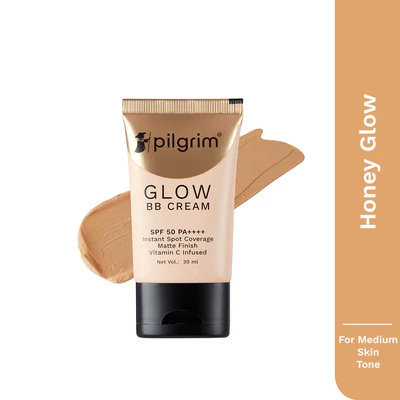 pilgrim®
GLOW
BB CREAM
SPF 50 PA++++
Instant Spot Coverage
Matte Finish
Vitamin C Infused
Net Vol.: 30 ml
Honey Glow
For Medium
Skin
Tone